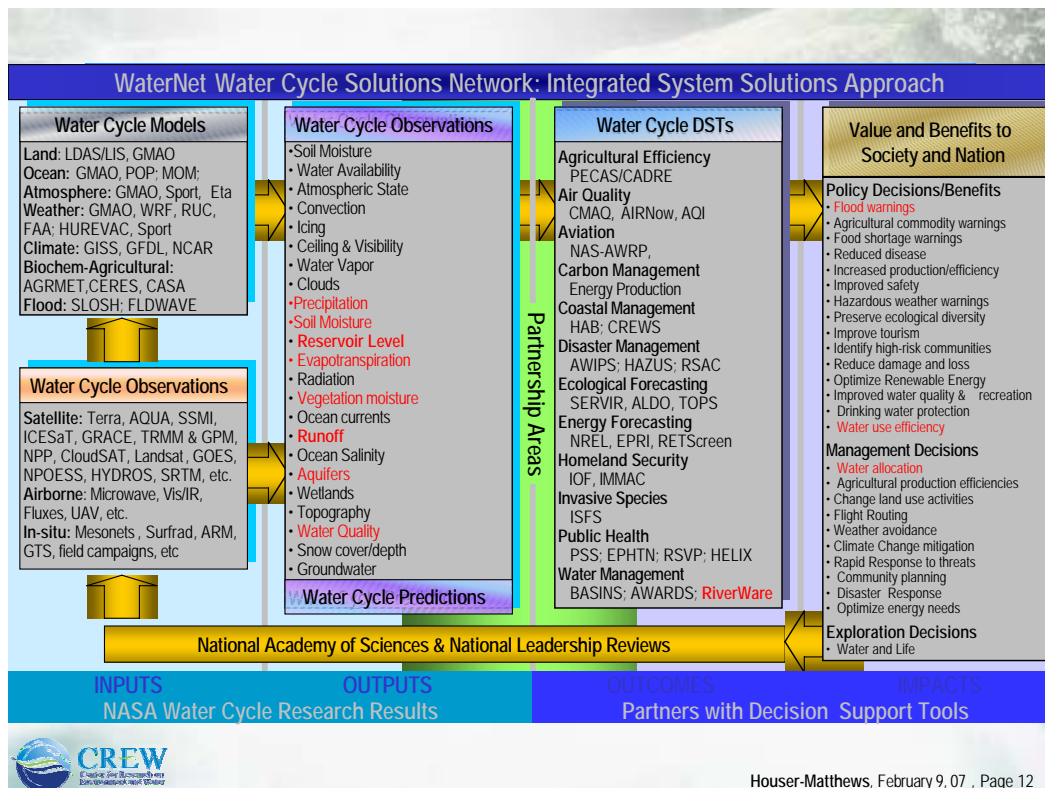 WaterNet Water Cycle Solutions Network: Integrated System Solutions Approach
Water Cycle Models
Land: LDAS/LIS, GMAO
Ocean: GMAO, POP; MOM;
Atmosphere: GMAO, Sport, Eta
Weather: GMAO, WRF, RUC,
FAA; HUREVAC, Sport
Climate: GISS, GFDL, NCAR
Biochem-Agricultural:
AGRMET,CERES, CASA
Flood: SLOSH; FLDWAVE
Water Cycle Observations
Satellite: Terra, AQUA, SSMI,
ICESaT, GRACE, TRMM & GPM,
NPP, CloudSAT, Landsat, GOES,
NPOESS, HYDROS, SRTM, etc.
Airborne: Microwave, Vis/IR,
Fluxes, UAV, etc.
In-situ: Mesonets, Surfrad, ARM,
GTS, field campaigns, etc
Water Cycle Observations
•Soil Moisture
• Water Availability
• Atmospheric State
• Convection
• Icing
• Ceiling & Visibility
• Water Vapor
• Clouds
•Precipitation
•Soil Moisture
• Reservoir Level
• Evapotranspiration
• Radiation
• Vegetation moisture
• Ocean currents
• Runoff
• Ocean Salinity
• Aquifers
• Wetlands
• Topography
• Water Quality
• Snow cover/depth
• Groundwater
Water Cycle Predictions
Partnership Areas
Water Cycle DSTs
Agricultural Efficiency
PECAS/CADRE
Air Quality
CMAQ, AIRNow, AQI
Aviation
NAS-AWRP,
Carbon Management
Energy Production
Coastal Management
HAB; CREWS
Disaster Management
AWIPS; HAZUS; RSAC
Ecological Forecasting
SERVIR, ALDO, TOPS
Energy Forecasting
NREL, EPRI, RETScreen
Homeland Security
IOF, IMMAC
Invasive Species
ISFS
Public Health
PSS; EPHTN; RSVP; HELIX
Water Management
BASINS; AWARDS; RiverWare
Value and Benefits to
Society and Nation
Policy Decisions/Benefits
• Flood warnings
• Agricultural commodity warnings
• Food shortage warnings
• Reduced disease
• Increased production/efficiency
• Improved safety
• Hazardous weather warnings
• Preserve ecological diversity
• Improve tourism
• Identify high-risk communities
• Reduce damage and loss
• Optimize Renewable Energy
• Improved water quality & recreation
• Drinking water protection
• Water use efficiency
Management Decisions
• Water allocation
• Agricultural production efficiencies
• Change land use activities
• Flight Routing
• Weather avoidance
• Climate Change mitigation
• Rapid Response to threats
• Community planning
• Disaster Response
• Optimize energy needs
Exploration Decisions
• Water and Life
National Academy of Sciences & National Leadership Reviews
INPUTS OUTPUTS OUTCOMES IMPACTS
NASA Water Cycle Research Results Partners with Decision Support Tools
CREW
Center for Research on
Environment and Water
Houser-Matthews, February 9, 07 , Page 12